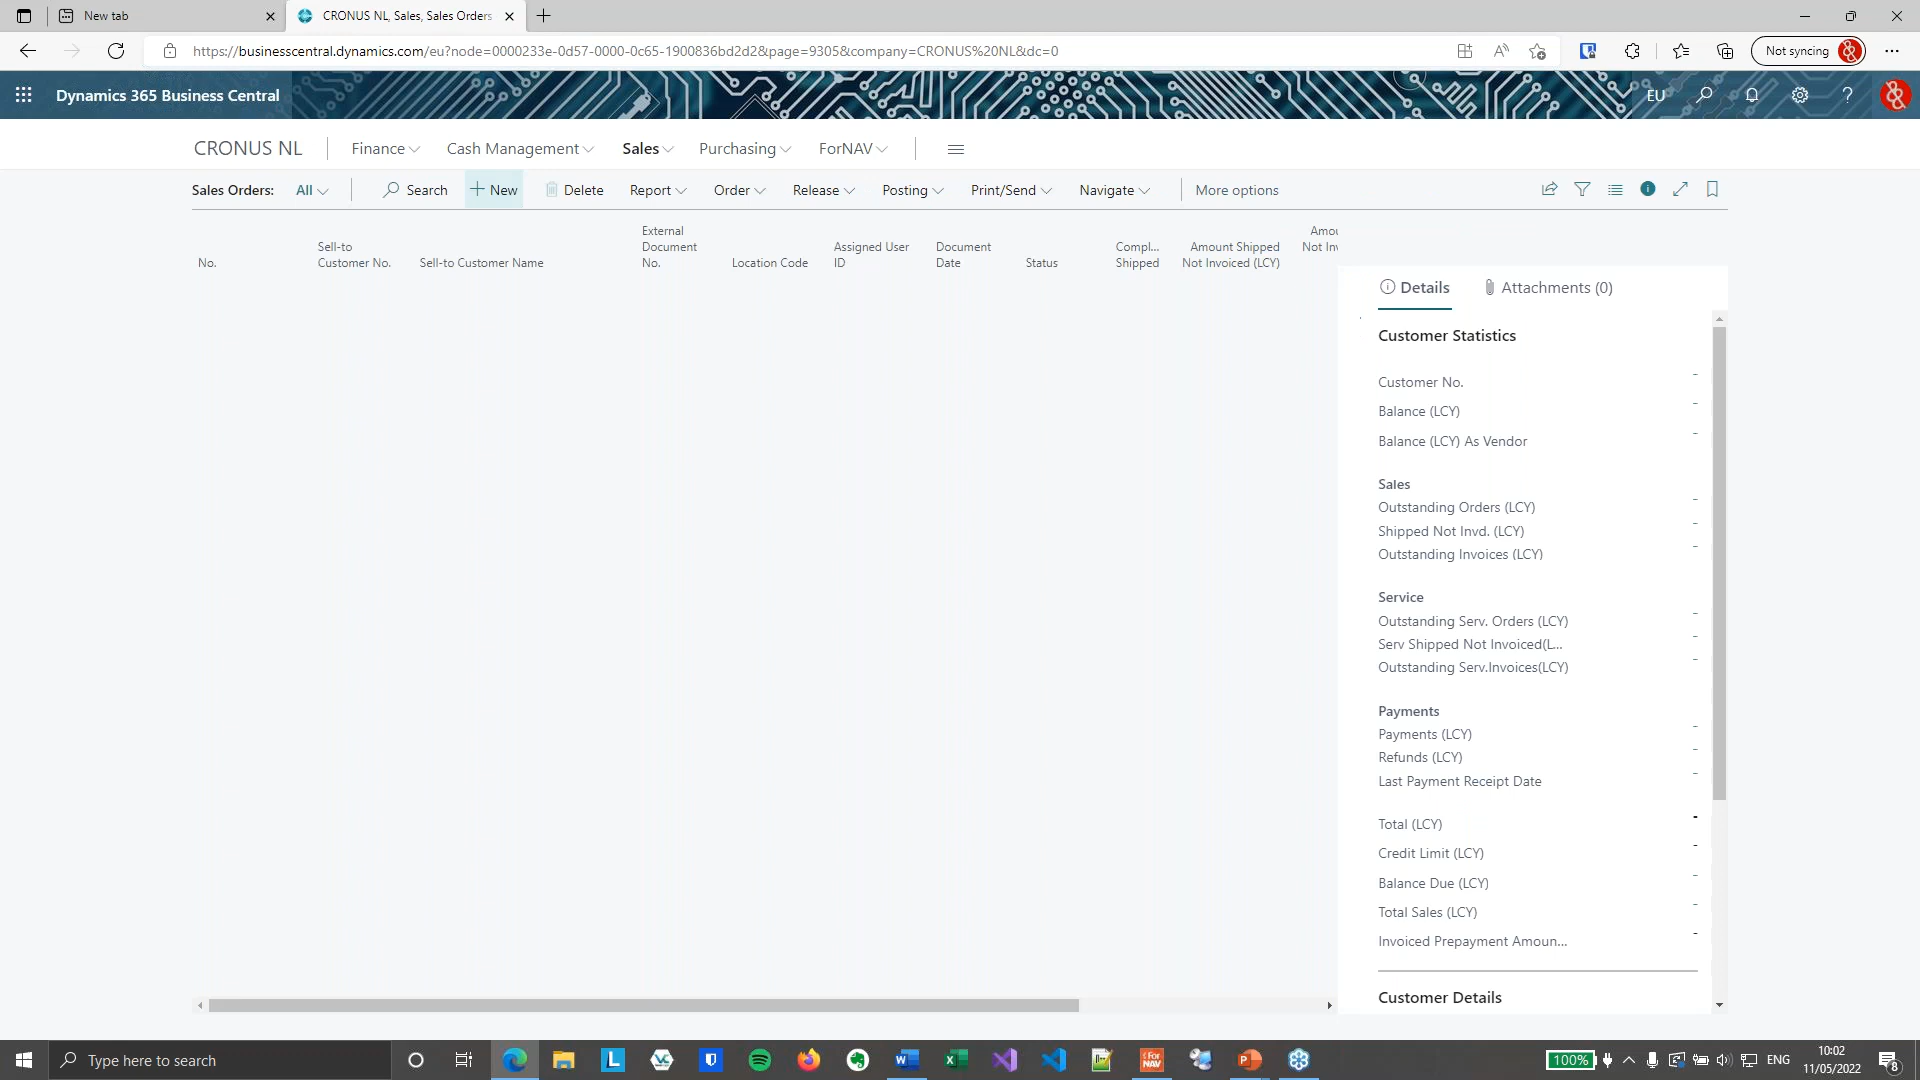 New tab
CRONUS NL, Sales, Sales Orders
https://businesscentral.dynamics.com/eu?node=0000233e-0d57-0000-0c65-1900836bd2d2&page=9305&company=CRONUS%20NL&dc=0
Not syncing
Dynamics 365 Business Central
EU
CRONUS NL
Finance
Cash Management
Sales
Purchasing
ForNAV
Sales Orders:
All
Search
New
Delete
Report
Order
Release
Posting
Print/Send
Navigate
More options
No.
Sell-to
Customer No.
Sell-to Customer Name
External
Document
No.
Location Code
Assigned User
ID
Document
Date
Status
Compl...
Shipped
Amount Shipped
Not Invoiced (LCY)
Amou
Not Inv
Details
Attachments (0)
Customer Statistics
Customer No.
Balance (LCY)
Balance (LCY) As Vendor
Sales
Outstanding Orders (LCY)
Shipped Not Invd. (LCY)
Outstanding Invoices (LCY)
Service
Outstanding Serv. Orders (LCY)
Serv Shipped Not Invoiced(L...
Outstanding Serv.Invoices(LCY)
Payments
Payments (LCY)
Refunds (LCY)
Last Payment Receipt Date
Total (LCY)
Credit Limit (LCY)
Balance Due (LCY)
Total Sales (LCY)
Invoiced Prepayment Amoun...
Customer Details
Type here to search
100%
ENG
10:02
11/05/2022
8